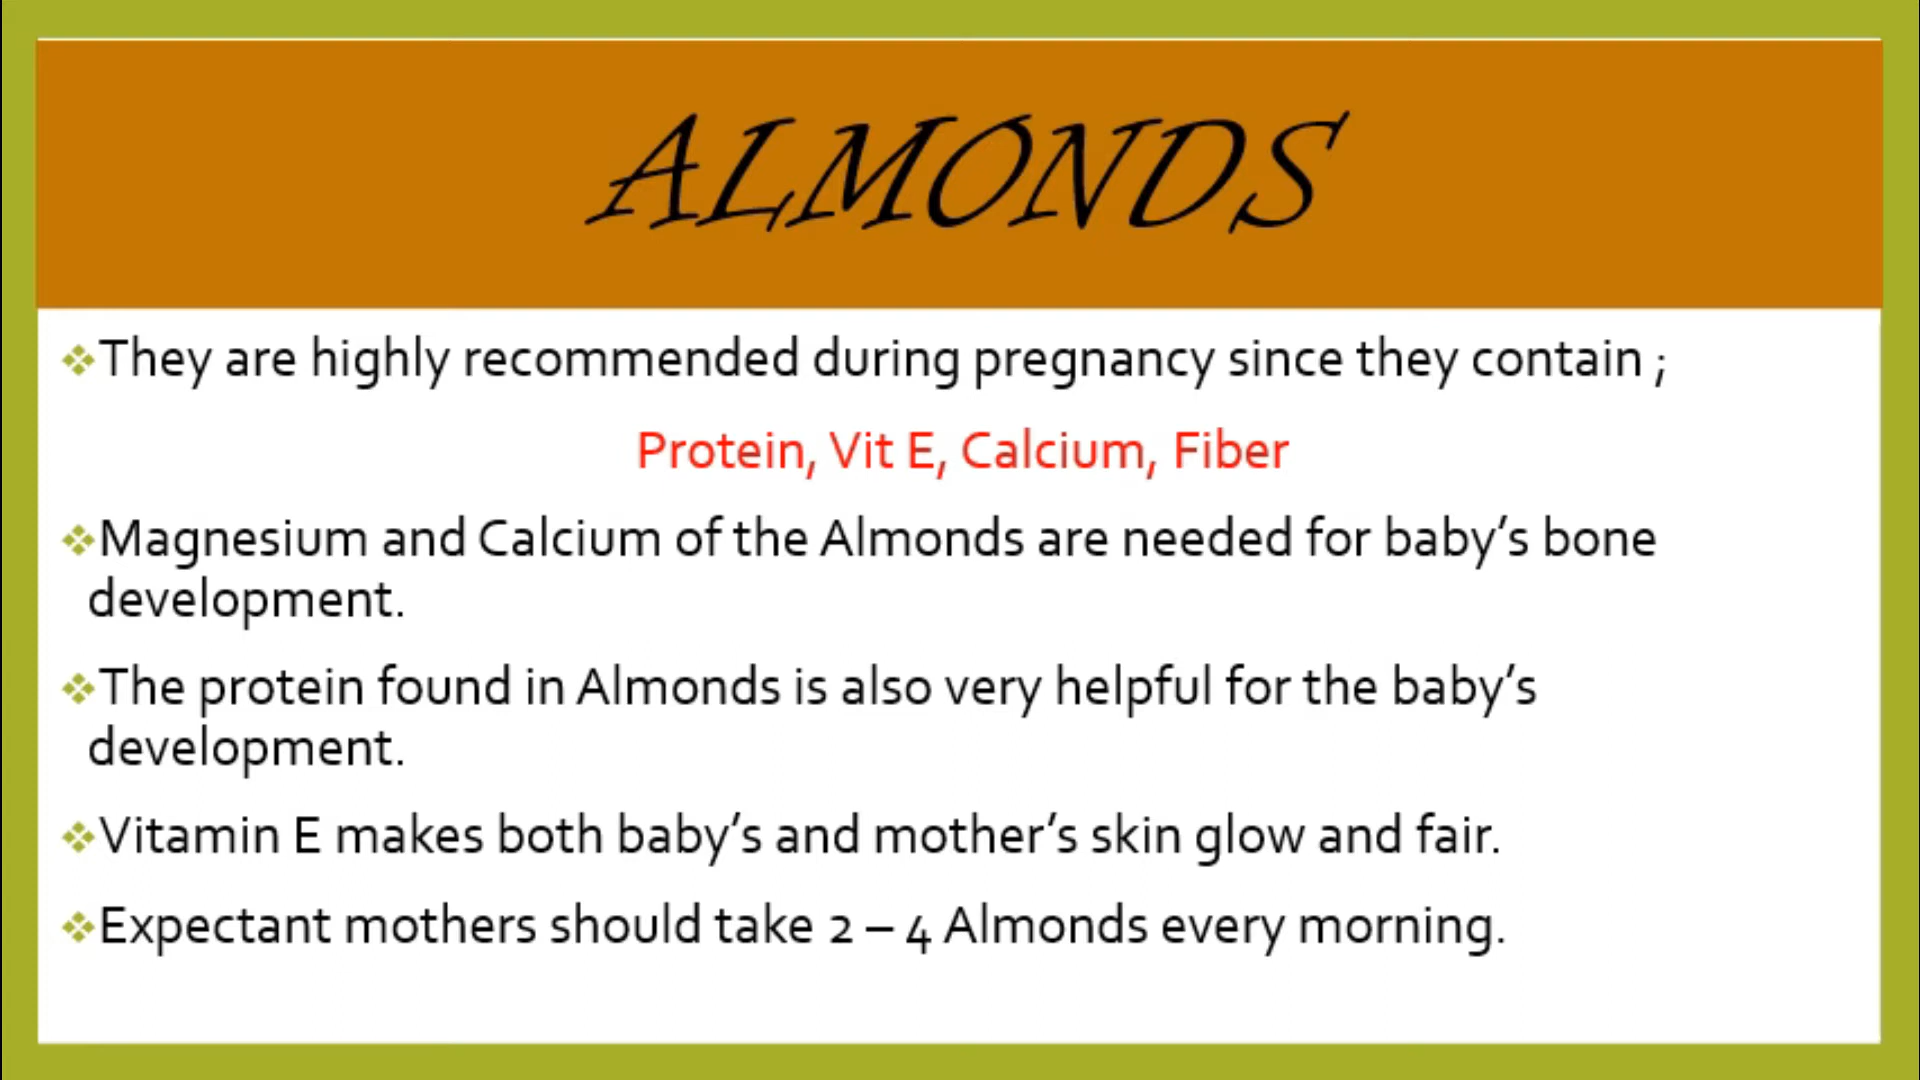 ALMONDS
❖They are highly recommended during pregnancy since they contain ;
Protein, Vit E, Calcium, Fiber
❖Magnesium and Calcium of the Almonds are needed for baby’s bone
development.
❖The protein found in Almonds is also very helpful for the baby’s
development.
❖Vitamin E makes both baby’s and mother’s skin glow and fair.
❖Expectant mothers should take 2 – 4 Almonds every morning.